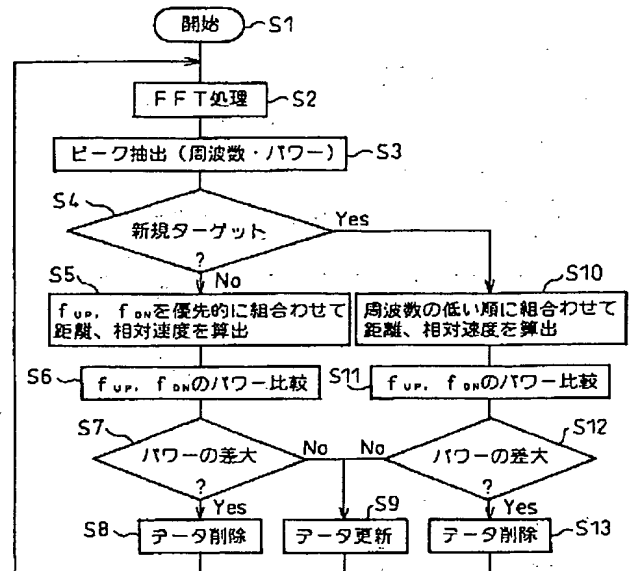 開始
S1
FFT処理
S2
ピーク抽出(周波数・パワー)
S3
S4
新規ターゲット
?
Yes
No
S5
fUP, fDNを優先的に組合わせて
距離、相対速度を算出
S10
周波数の低い順に組合わせて
距離、相対速度を算出
S6
fUP, fDNのパワー比較
S11
fUP, fDNのパワー比較
S7
パワーの差大
?
No
No
S12
パワーの差大
?
Yes
S9
Yes
S8
データ削除
データ更新
データ削除
S13